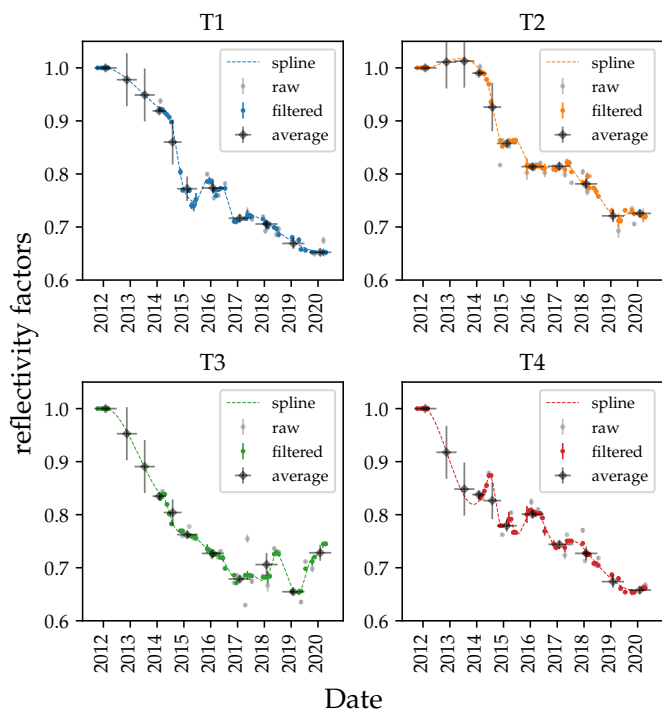 T1
1.0
0.9
0.8
0.7
0.6
2012
2013
2014
2015
2016
2017
2018
2019
2020
spline
raw
filtered
average
T2
1.0
0.9
0.8
0.7
0.6
2012
2013
2014
2015
2016
2017
2018
2019
2020
spline
raw
filtered
average
reflectivity factors
T3
1.0
0.9
0.8
0.7
0.6
2012
2013
2014
2015
2016
2017
2018
2019
2020
spline
raw
filtered
average
T4
1.0
0.9
0.8
0.7
0.6
2012
2013
2014
2015
2016
2017
2018
2019
2020
spline
raw
filtered
average
Date